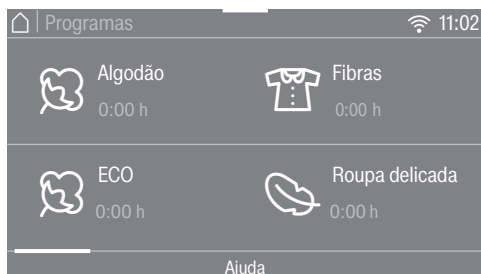 Programas 11:02
Algodão
0:00 h
Fibras
0:00 h
ECO
0:00 h
Roupa delicada
0:00 h
Ajuda